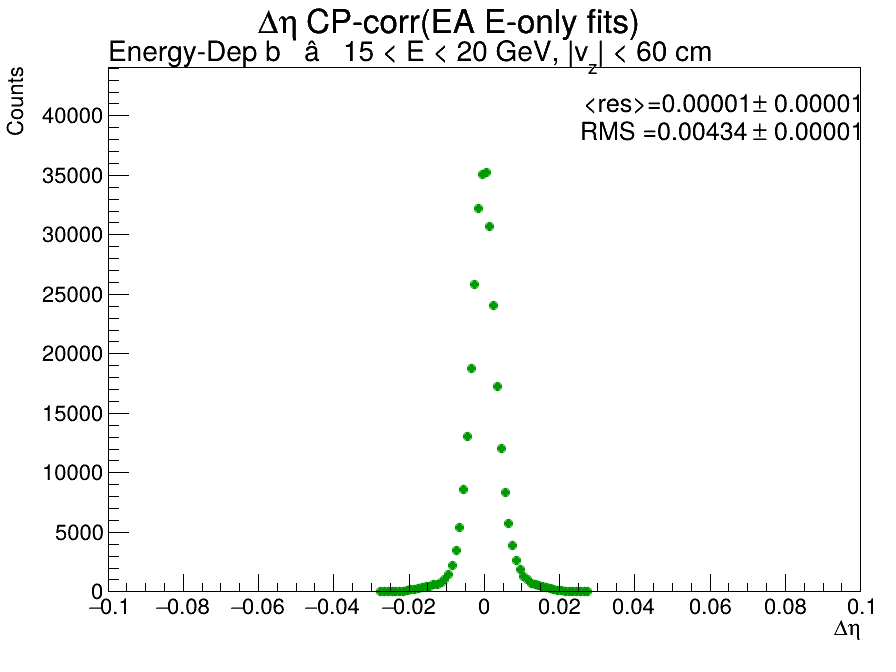 Δη CP-corr(EA E-only fits)
Energy-Dep b â 15 < E < 20 GeV, |v_z| < 60 cm
Counts
<res>=0.00001± 0.00001
RMS =0.00434 ± 0.00001
40000
35000
30000
25000
20000
15000
10000
5000
0
−0.1 −0.08 −0.06 −0.04 −0.02 0 0.02 0.04 0.06 0.08 0.1
Δη